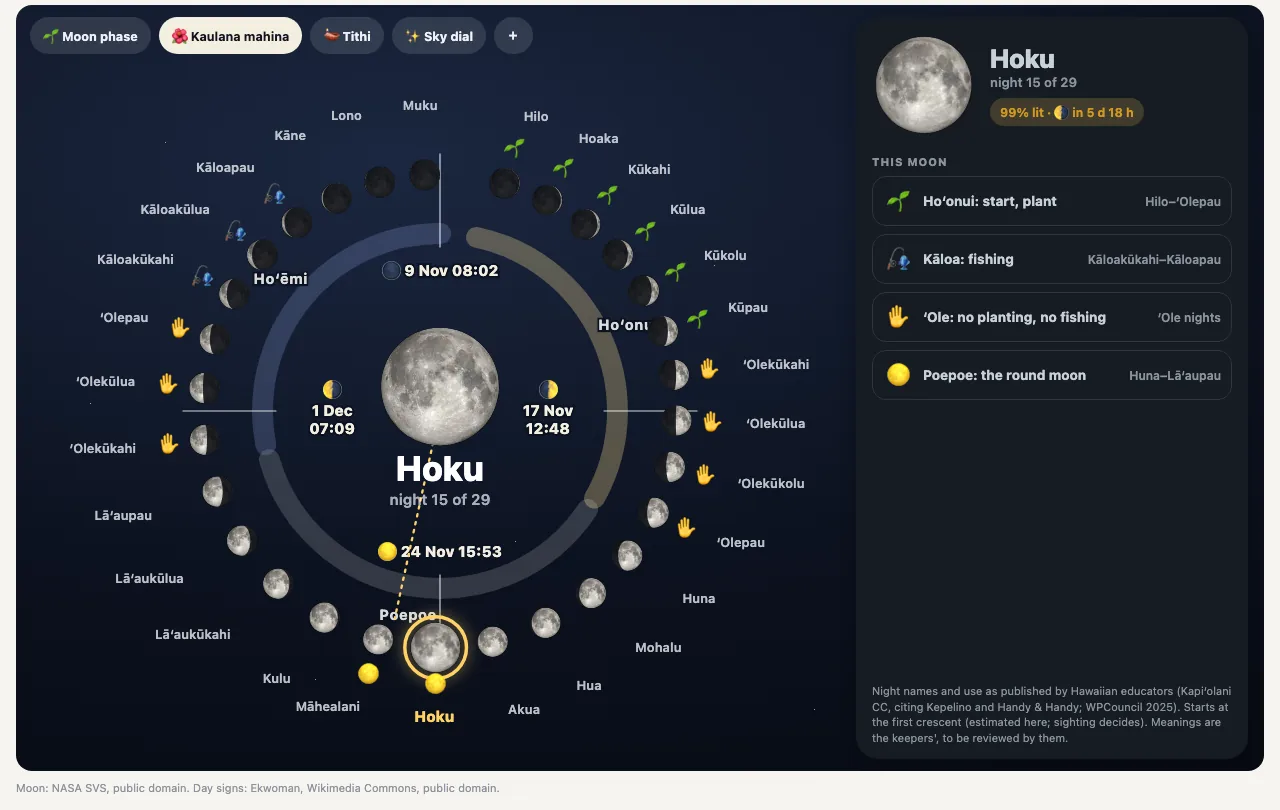 Moon phase
Kaulana mahina
Tithi
Sky dial
+
Muku
Lono
Hilo
Kāne
Hoaka
Kāloapau
Kūkahi
Kāloakūlua
Kūlua
Kāloakūkahi
Kūkolu
Hoʻēmi
9 Nov 08:02
ʻOlepau
Kūpau
Hoʻonu
ʻOlekūlua
ʻOlekūkahi
1 Dec
07:09
17 Nov
12:48
ʻOlekūkahi
ʻOlekūlua
Hoku
night 15 of 29
ʻOlekūkolu
Lāʻaupau
24 Nov 15:53
ʻOlepau
Lāʻaukūlua
Poepoe
Huna
Lāʻaukūkahi
Mohalu
Kulu
Hua
Māhealani
Hoku
Akua
Hoku
night 15 of 29
99% lit · in 5 d 18 h
THIS MOON
Hoʻonui: start, plant
Hilo–ʻOlepau
Kāloa: fishing
Kāloakūkahi–Kāloapau
ʻOle: no planting, no fishing
ʻOle nights
Poepoe: the round moon
Huna–Lāʻaupau
Night names and use as published by Hawaiian educators (Kapiʻolani
CC, citing Kepelino and Handy & Handy; WPCouncil 2025). Starts at
the first crescent (estimated here; sighting decides). Meanings are
the keepers', to be reviewed by them.
Moon: NASA SVS, public domain. Day signs: Ekwoman, Wikimedia Commons, public domain.